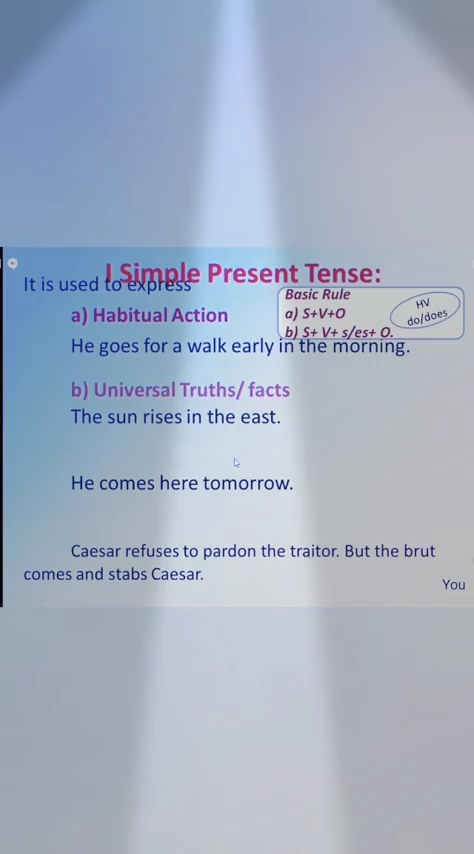 I Simple Present Tense:
It is used to express
Basic Rule
a) S+V+O
b) S+ V+ s/es+ O.
HV
do/does
a) Habitual Action
He goes for a walk early in the morning.
b) Universal Truths/ facts
The sun rises in the east.
He comes here tomorrow.
Caesar refuses to pardon the traitor. But the brut
comes and stabs Caesar.
You